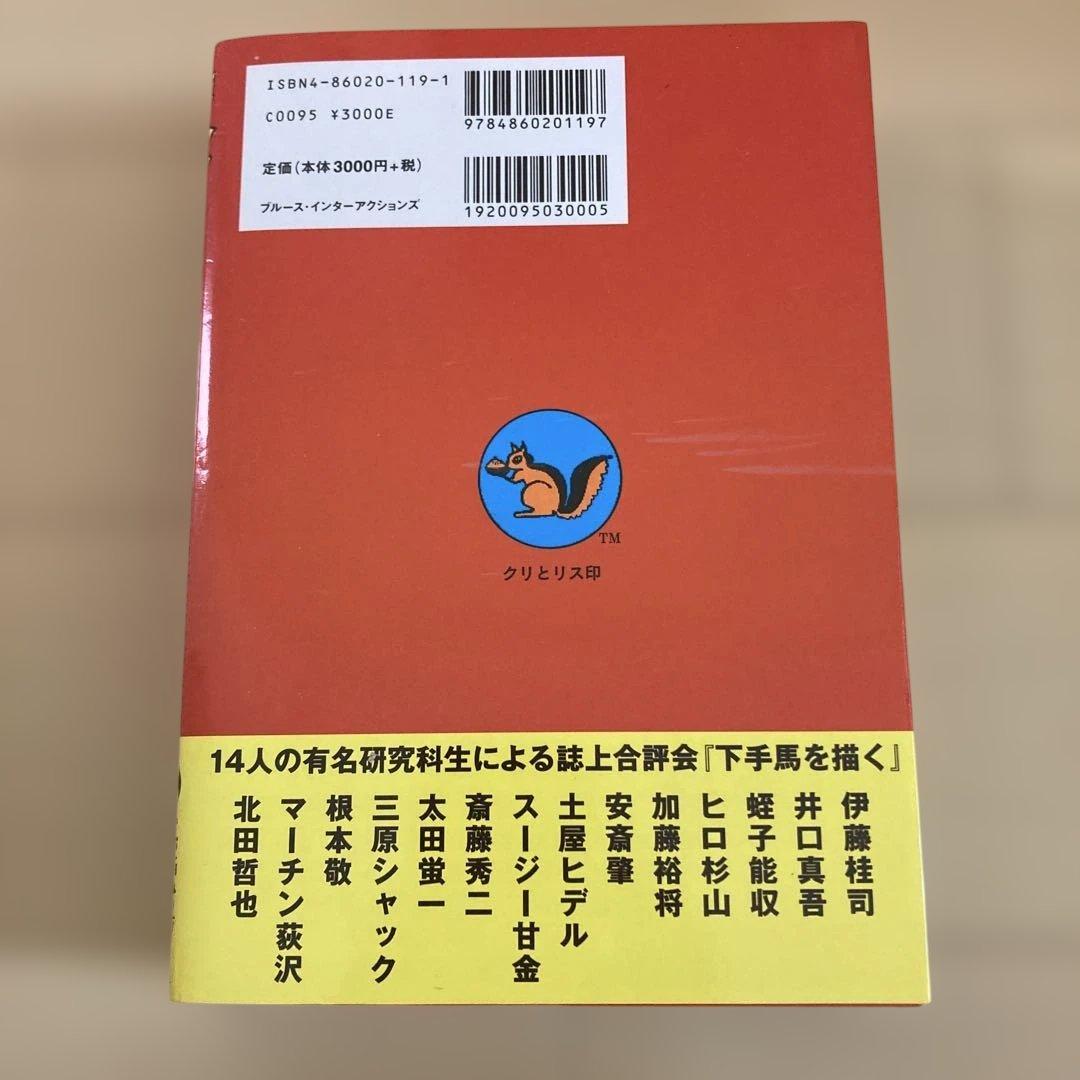 ISBN4-86020-119-1
C0095 ¥3000E
定価(本体3000円+税)
ブルース・インターアクションズ
9784860201197
1920095030005
TM
クリとリス印
14人の有名研究科生による誌上合評会『下手馬を描く』
伊藤桂司
井口真吾
蛭子能収
ヒロ杉山
加藤裕将
安斎肇
土屋ヒデル
スージー甘金
斎藤秀二
太田蛍一
三原シャック
根本敬
マーチン荻沢
北田哲也